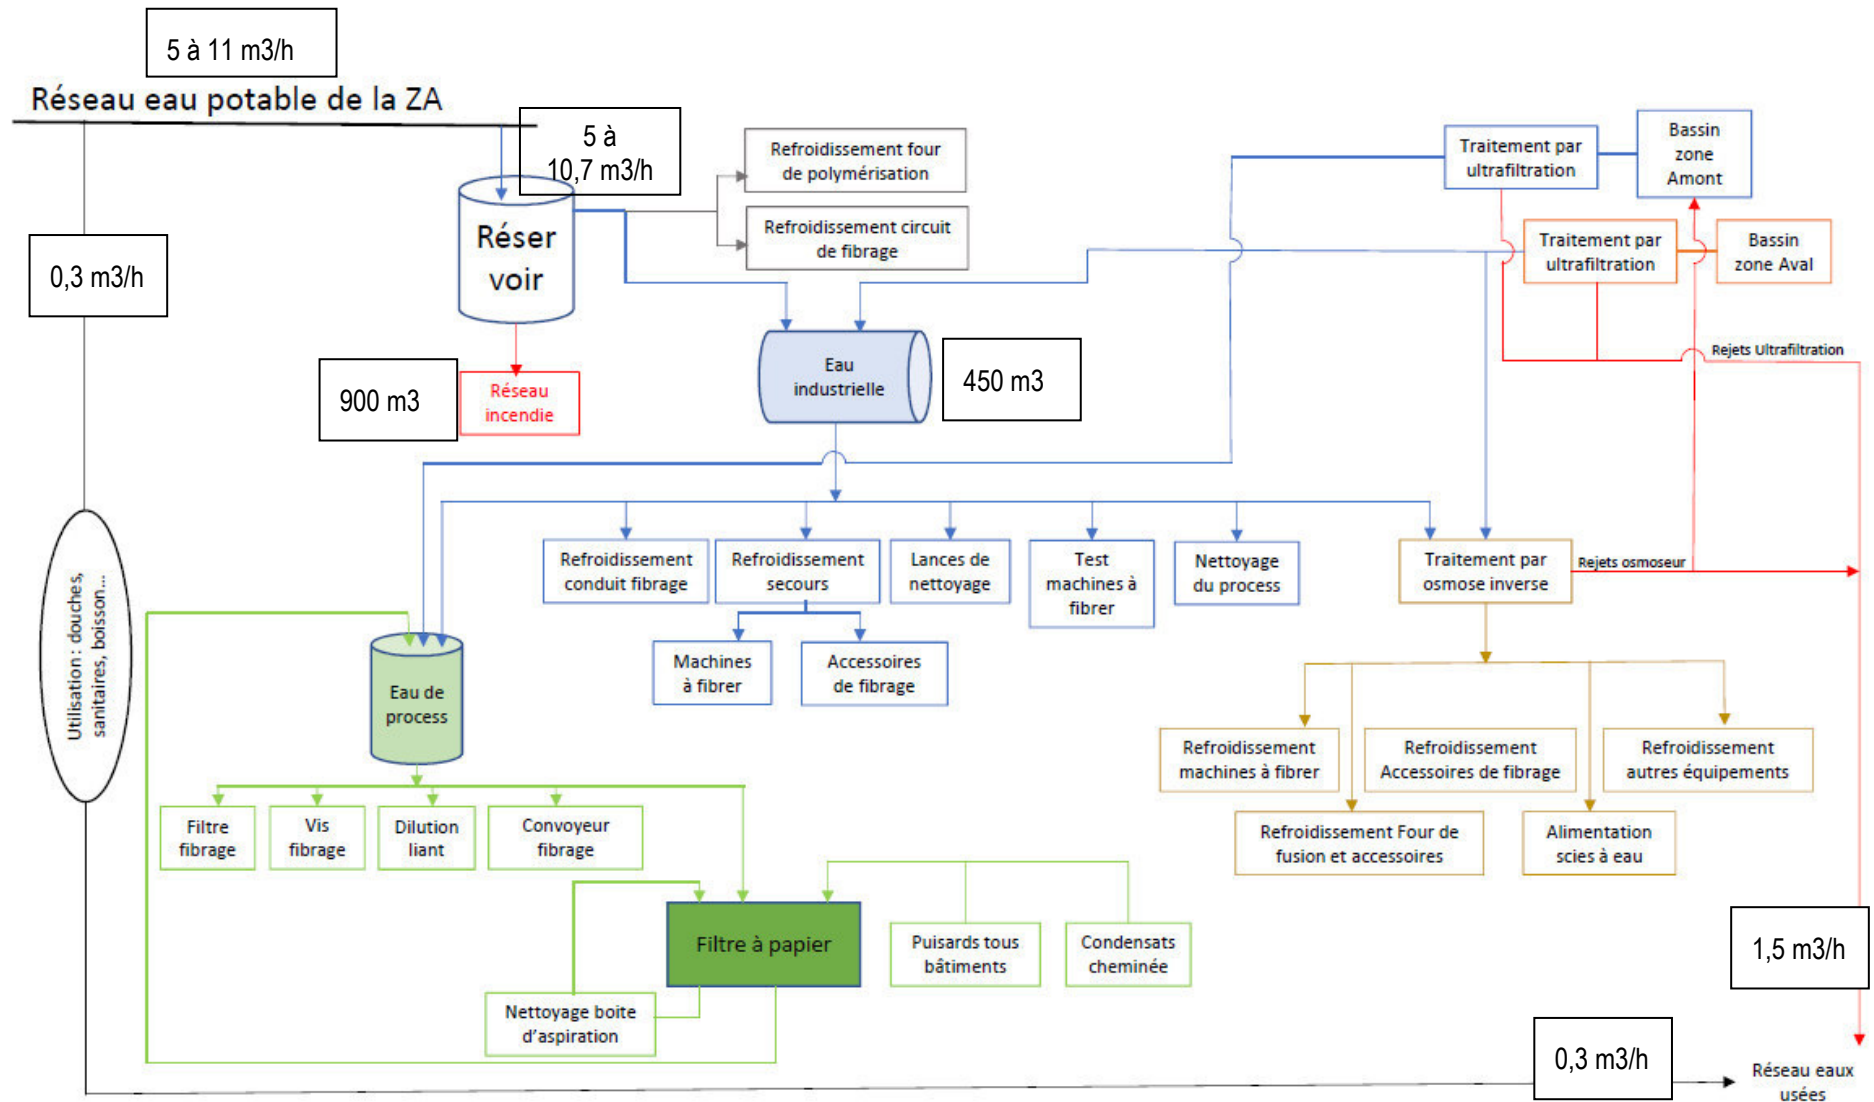 5 à 11 m3/h
Réseau eau potable de la ZA
5 à
10,7 m3/h
Réser
voir
0,3 m3/h
Refroidissement four
de polymérisation
Refroidissement circuit
de fibrage
Traitement par
ultrafiltration
Bassin
zone
Amont
Traitement par
ultrafiltration
Bassin
zone Aval
Rejets Ultrafiltration
900 m3
Réseau
incendie
Eau
industrielle
450 m3
Refroidissement
conduit fibrage
Refroidissement
secours
Lances de
nettoyage
Test
machines à
fibrer
Nettoyage
du process
Traitement par
osmose inverse
Rejets osmoseur
Machines
à fibrer
Accessoires
de fibrage
Utilisation : douches,
sanitaires, boisson...
Eau de
process
Refroidissement
machines à fibrer
Refroidissement
Accessoires de fibrage
Refroidissement
autres équipements
Refroidissement Four de
fusion et accessoires
Alimentation
scies à eau
Filtre
fibrage
Vis
fibrage
Dilution
liant
Convoyeur
fibrage
Filtre à papier
Puisards tous
bâtiments
Condensats
cheminée
Nettoyage boite
d'aspiration
1,5 m3/h
0,3 m3/h
Réseau eaux
usées